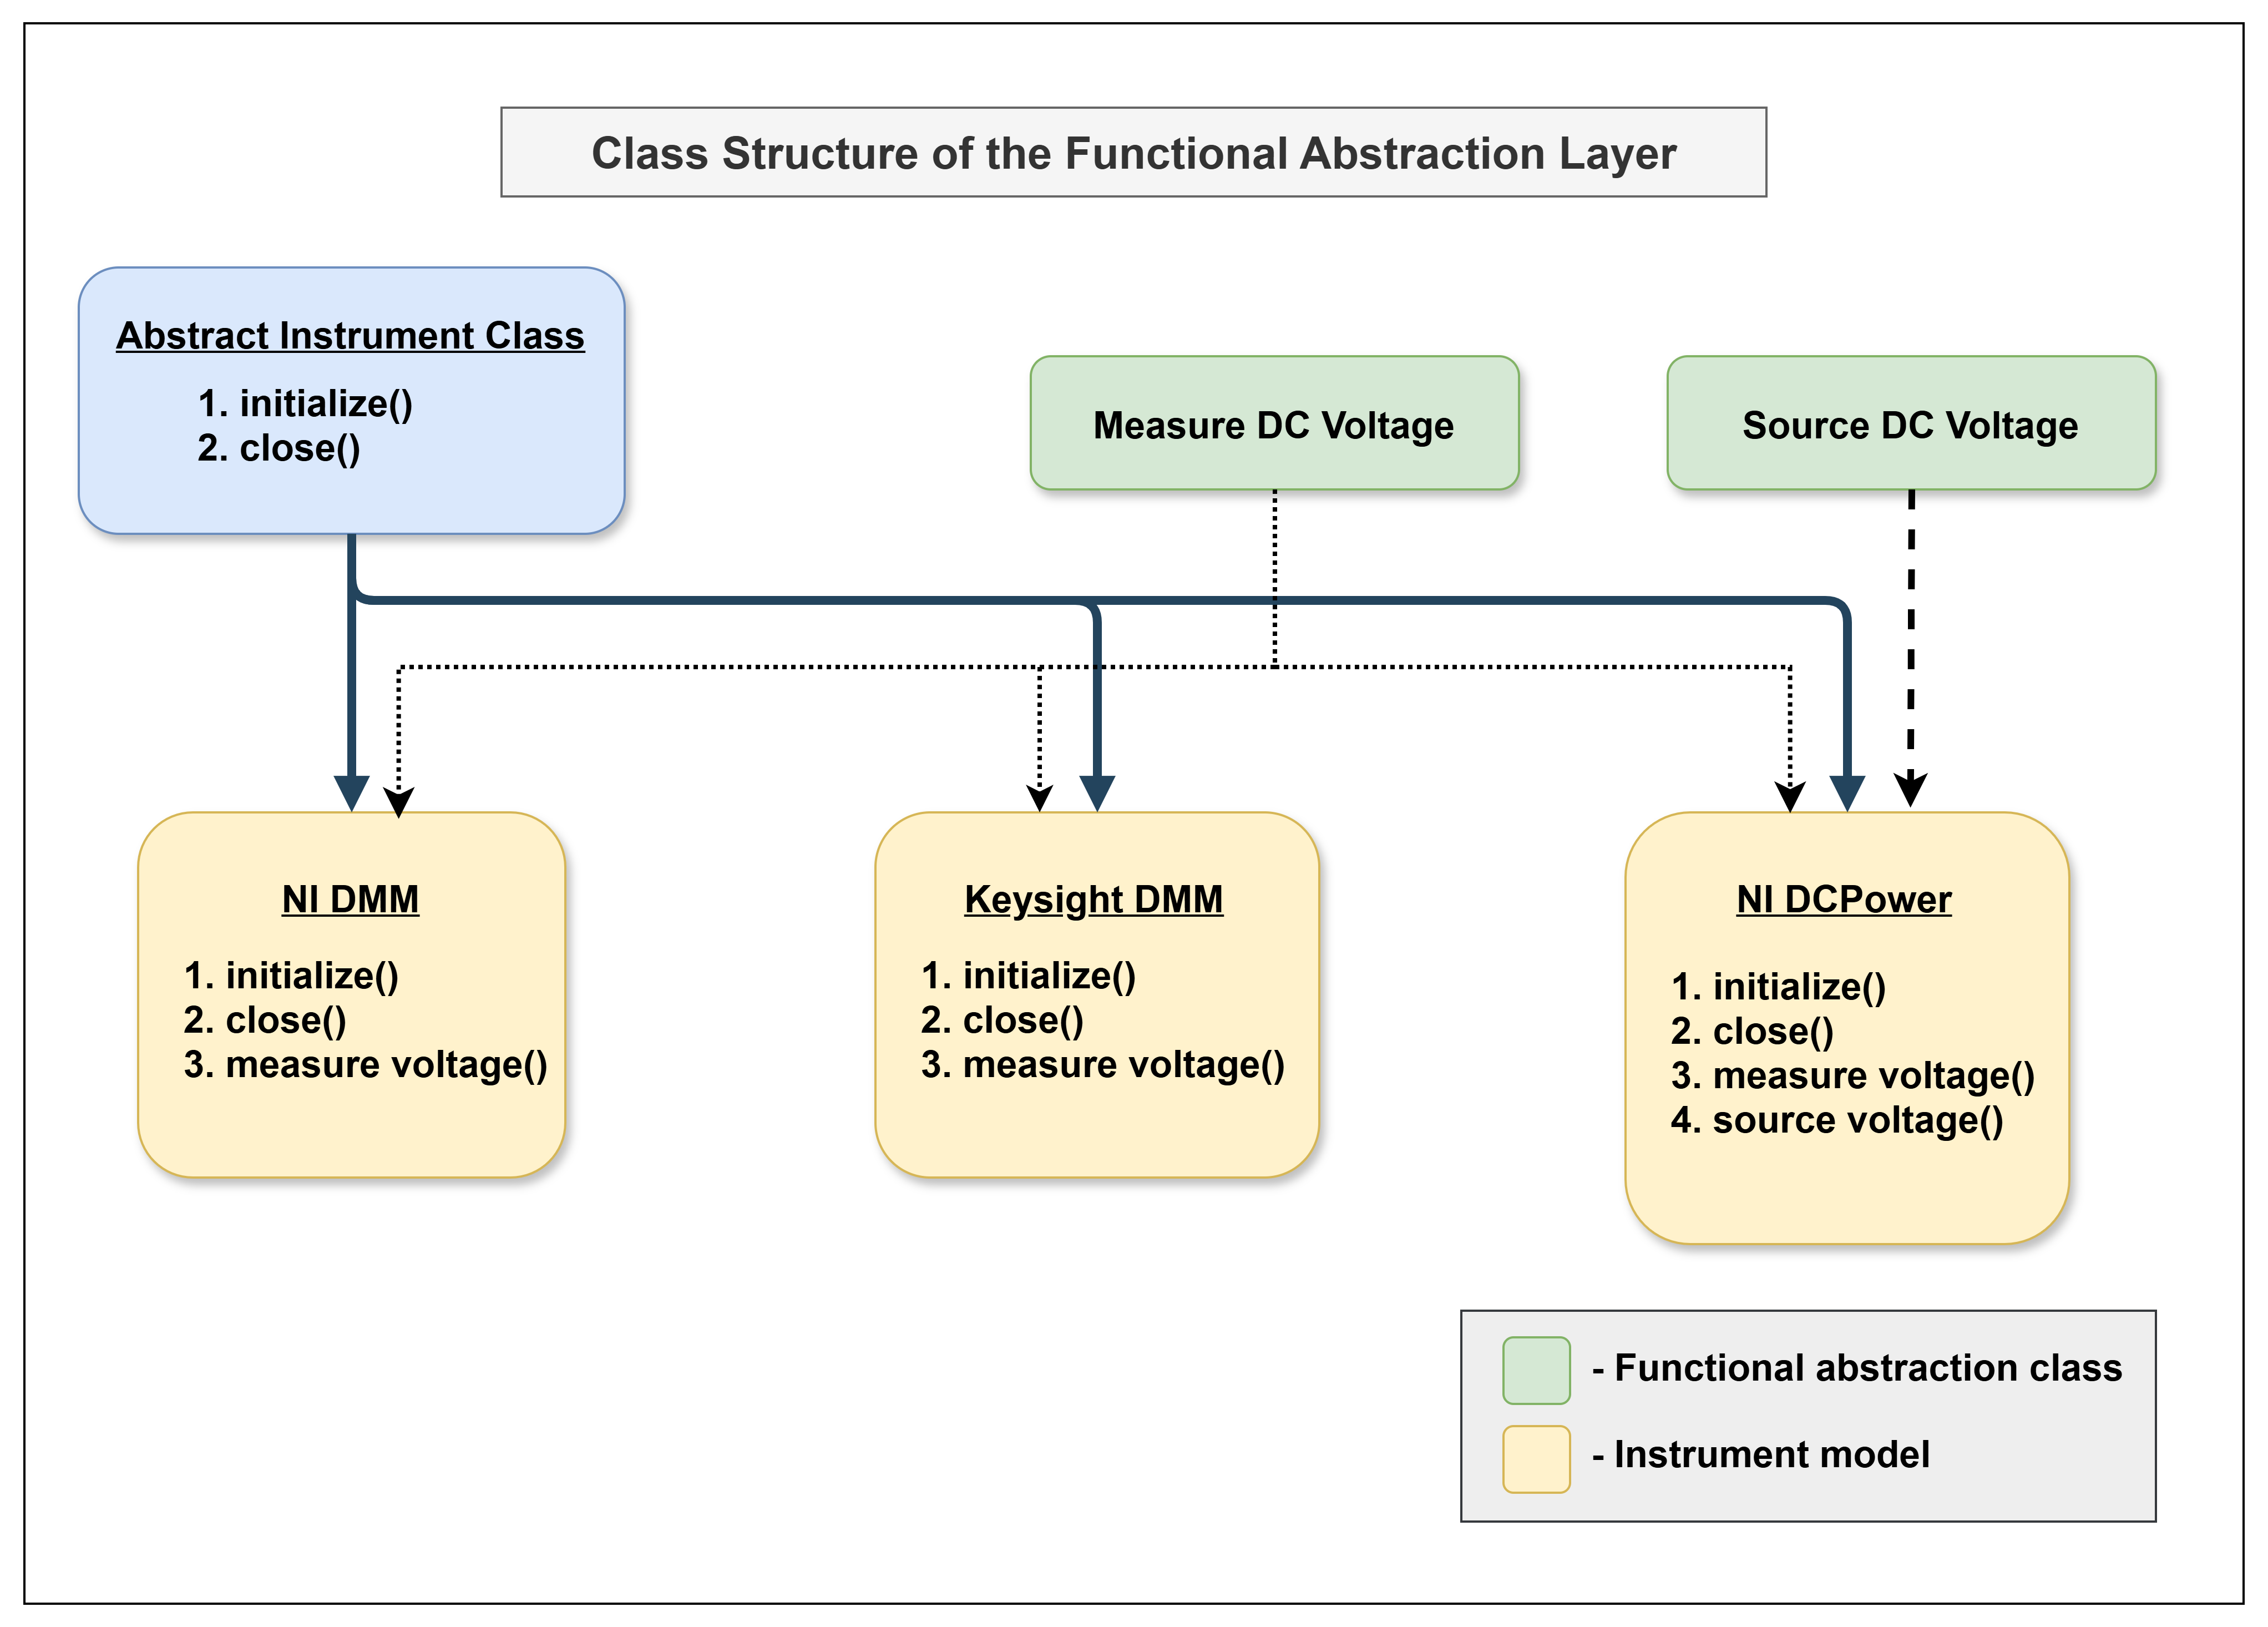 Class Structure of the Functional Abstraction Layer
Abstract Instrument Class
1. initialize()
2. close()
Measure DC Voltage
Source DC Voltage
NI DMM
1. initialize()
2. close()
3. measure voltage()
Keysight DMM
1. initialize()
2. close()
3. measure voltage()
NI DCPower
1. initialize()
2. close()
3. measure voltage()
4. source voltage()
- Functional abstraction class
- Instrument model